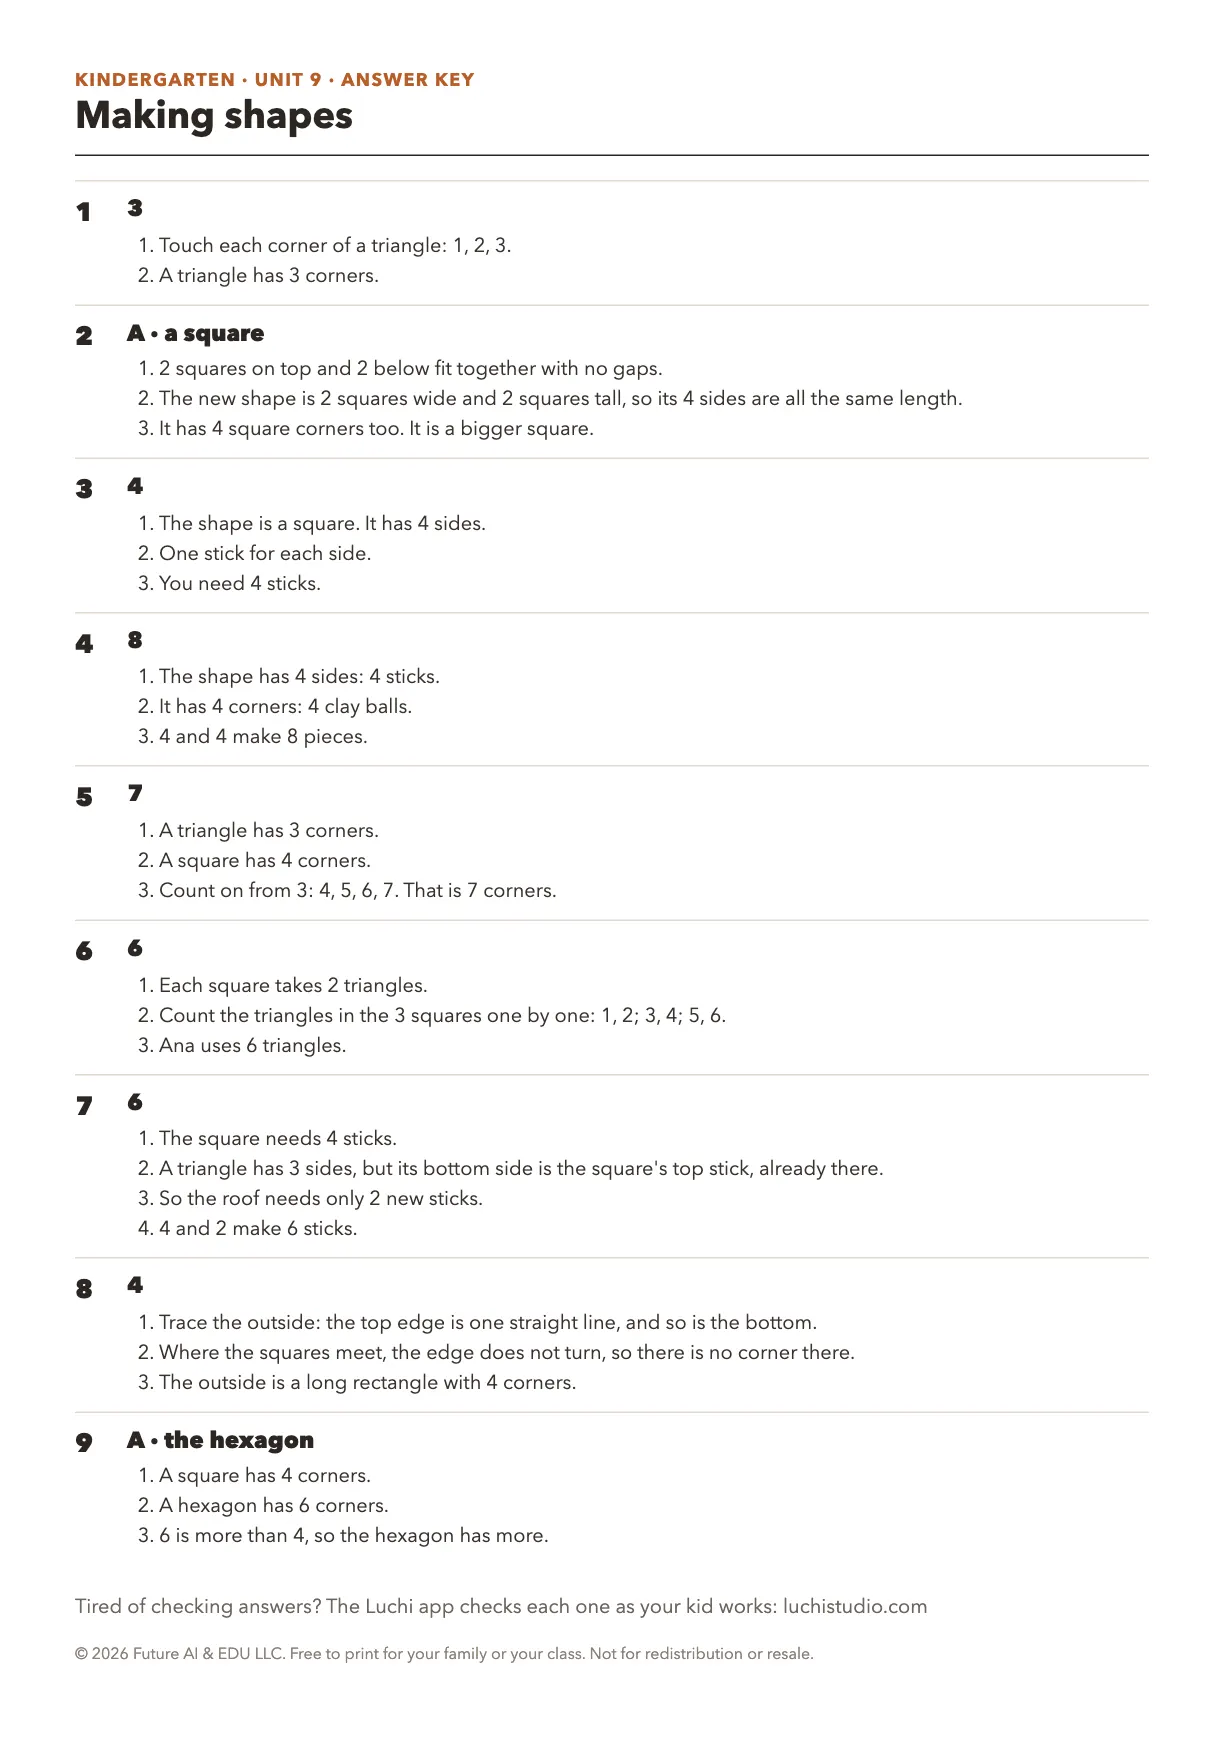 KINDERGARTEN · UNIT 9 · ANSWER KEY
Making shapes
1 3
1. Touch each corner of a triangle: 1, 2, 3.
2. A triangle has 3 corners.
2 A · a square
1. 2 squares on top and 2 below fit together with no gaps.
2. The new shape is 2 squares wide and 2 squares tall, so its 4 sides are all the same length.
3. It has 4 square corners too. It is a bigger square.
3 4
1. The shape is a square. It has 4 sides.
2. One stick for each side.
3. You need 4 sticks.
4 8
1. The shape has 4 sides: 4 sticks.
2. It has 4 corners: 4 clay balls.
3. 4 and 4 make 8 pieces.
5 7
1. A triangle has 3 corners.
2. A square has 4 corners.
3. Count on from 3: 4, 5, 6, 7. That is 7 corners.
6 6
1. Each square takes 2 triangles.
2. Count the triangles in the 3 squares one by one: 1, 2; 3, 4; 5, 6.
3. Ana uses 6 triangles.
7 6
1. The square needs 4 sticks.
2. A triangle has 3 sides, but its bottom side is the square's top stick, already there.
3. So the roof needs only 2 new sticks.
4. 4 and 2 make 6 sticks.
8 4
1. Trace the outside: the top edge is one straight line, and so is the bottom.
2. Where the squares meet, the edge does not turn, so there is no corner there.
3. The outside is a long rectangle with 4 corners.
9 A · the hexagon
1. A square has 4 corners.
2. A hexagon has 6 corners.
3. 6 is more than 4, so the hexagon has more.
Tired of checking answers? The Luchi app checks each one as your kid works: luchistudio.com
© 2026 Future AI & EDU LLC. Free to print for your family or your class. Not for redistribution or resale.